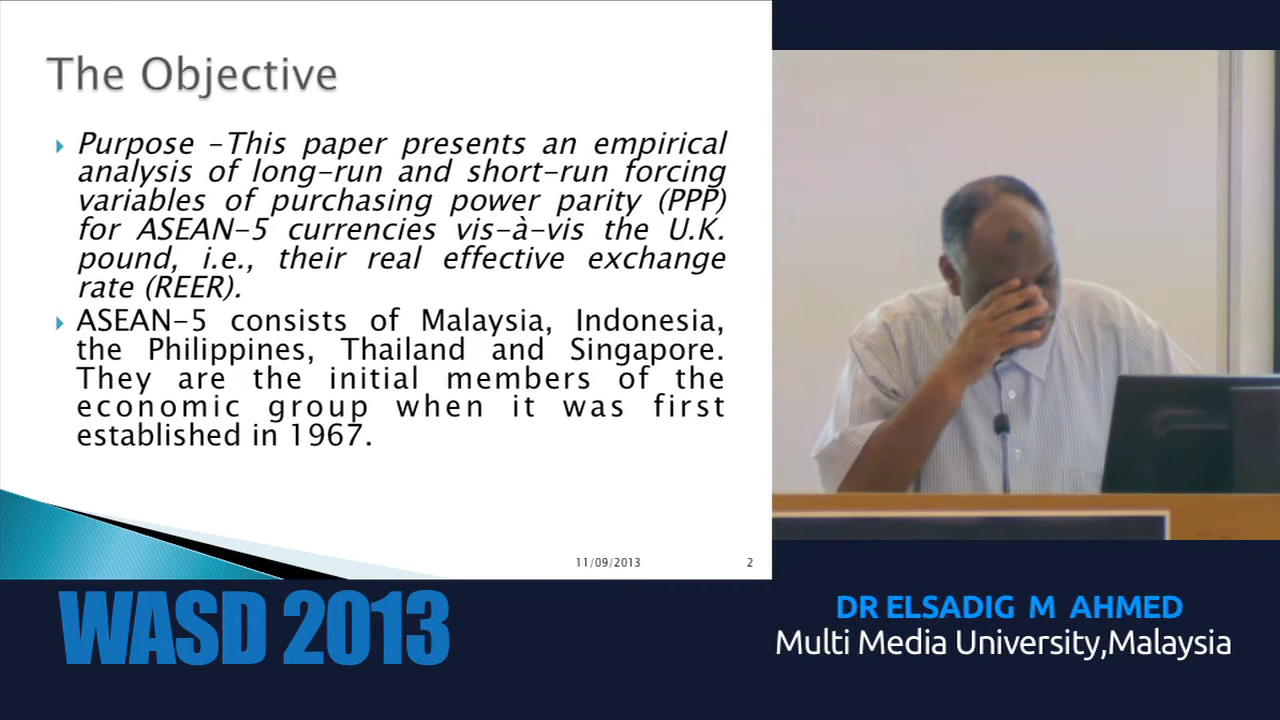 The Objective
Purpose –This paper presents an empirical
analysis of long-run and short-run forcing
variables of purchasing power parity (PPP)
for ASEAN-5 currencies vis-à-vis the U.K.
pound, i.e., their real effective exchange
rate (REER).
ASEAN-5 consists of Malaysia, Indonesia,
the Philippines, Thailand and Singapore.
They are the initial members of the
economic group when it was first
established in 1967.
11/09/2013 2
WASD 2013
DR ELSADIG M AHMED
Multi Media University,Malaysia